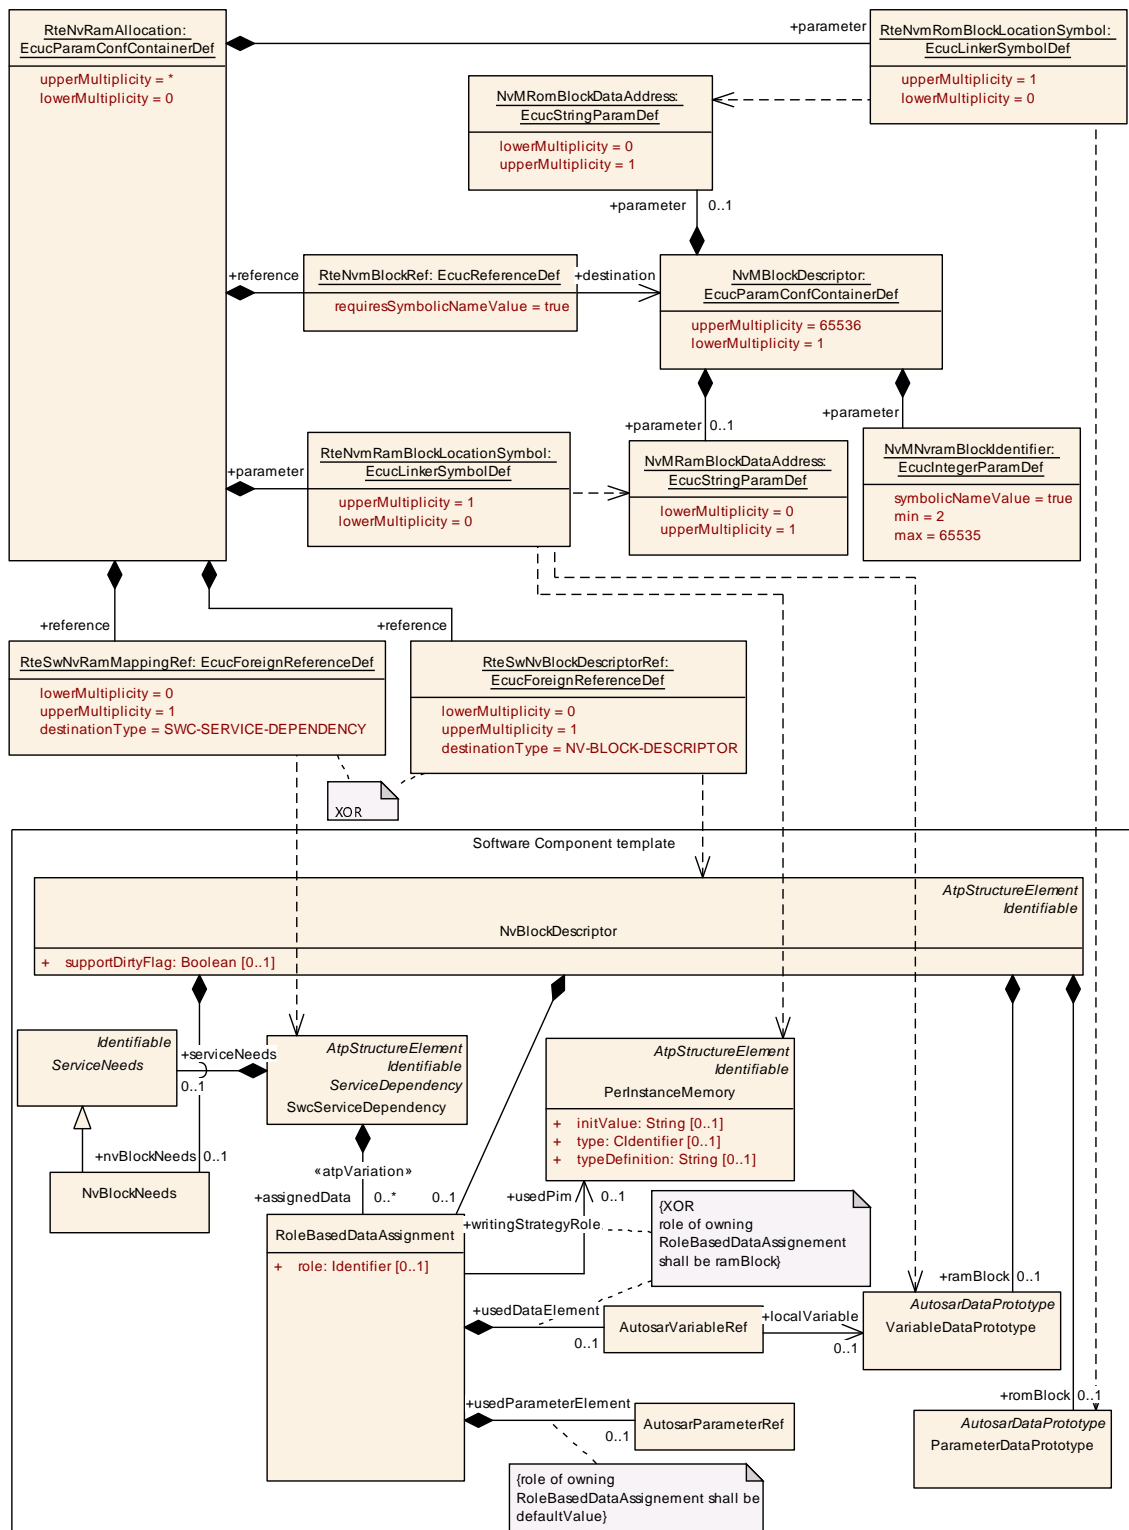 RteNvRamAllocation:
EcucParamConfContainerDef
upperMultiplicity = *
lowerMultiplicity = 0
+parameter
RteNvmRomBlockLocationSymbol:
EcucLinkerSymbolDef
upperMultiplicity = 1
lowerMultiplicity = 0
NvMRomBlockDataAddress:
EcucStringParamDef
lowerMultiplicity = 0
upperMultiplicity = 1
+parameter
0..1
+reference
RteNvmBlockRef: EcucReferenceDef
requiresSymbolicNameValue = true
+destination
NvMBlockDescriptor:
EcucParamConfContainerDef
upperMultiplicity = 65536
lowerMultiplicity = 1
+parameter
0..1
+parameter
+parameter
RteNvmRamBlockLocationSymbol:
EcucLinkerSymbolDef
upperMultiplicity = 1
lowerMultiplicity = 0
NvMRamBlockDataAddress:
EcucStringParamDef
lowerMultiplicity = 0
upperMultiplicity = 1
NvMNvramBlockIdentifier:
EcucIntegerParamDef
symbolicNameValue = true
min = 2
max = 65535
+reference
+reference
RteSwNvRamMappingRef: EcucForeignReferenceDef
lowerMultiplicity = 0
upperMultiplicity = 1
destinationType = SWC-SERVICE-DEPENDENCY
RteSwNvBlockDescriptorRef:
EcucForeignReferenceDef
lowerMultiplicity = 0
upperMultiplicity = 1
destinationType = NV-BLOCK-DESCRIPTOR
XOR
Software Component template
AtpStructureElement
Identifiable
NvBlockDescriptor
+ supportDirtyFlag: Boolean [0..1]
Identifiable
ServiceNeeds
+serviceNeeds
0..1
AtpStructureElement
Identifiable
ServiceDependency
SwcServiceDependency
AtpStructureElement
Identifiable
PerInstanceMemory
+ initValue: String [0..1]
+ type: CIdentifier [0..1]
+ typeDefinition: String [0..1]
+nvBlockNeeds
0..1
NvBlockNeeds
«atpVariation»
+assignedData
0..*
0..1
+usedPim
0..1
+writingStrategyRole
{XOR
role of owning
RoleBasedDataAssignement
shall be ramBlock}
RoleBasedDataAssignment
+ role: Identifier [0..1]
+usedDataElement
0..1
AutosarVariableRef
+localVariable
0..1
+ramBlock
0..1
AutosarDataPrototype
VariableDataPrototype
+usedParameterElement
0..1
AutosarParameterRef
+romBlock
0..1
AutosarDataPrototype
ParameterDataPrototype
{role of owning
RoleBasedDataAssignement shall be
defaultValue}